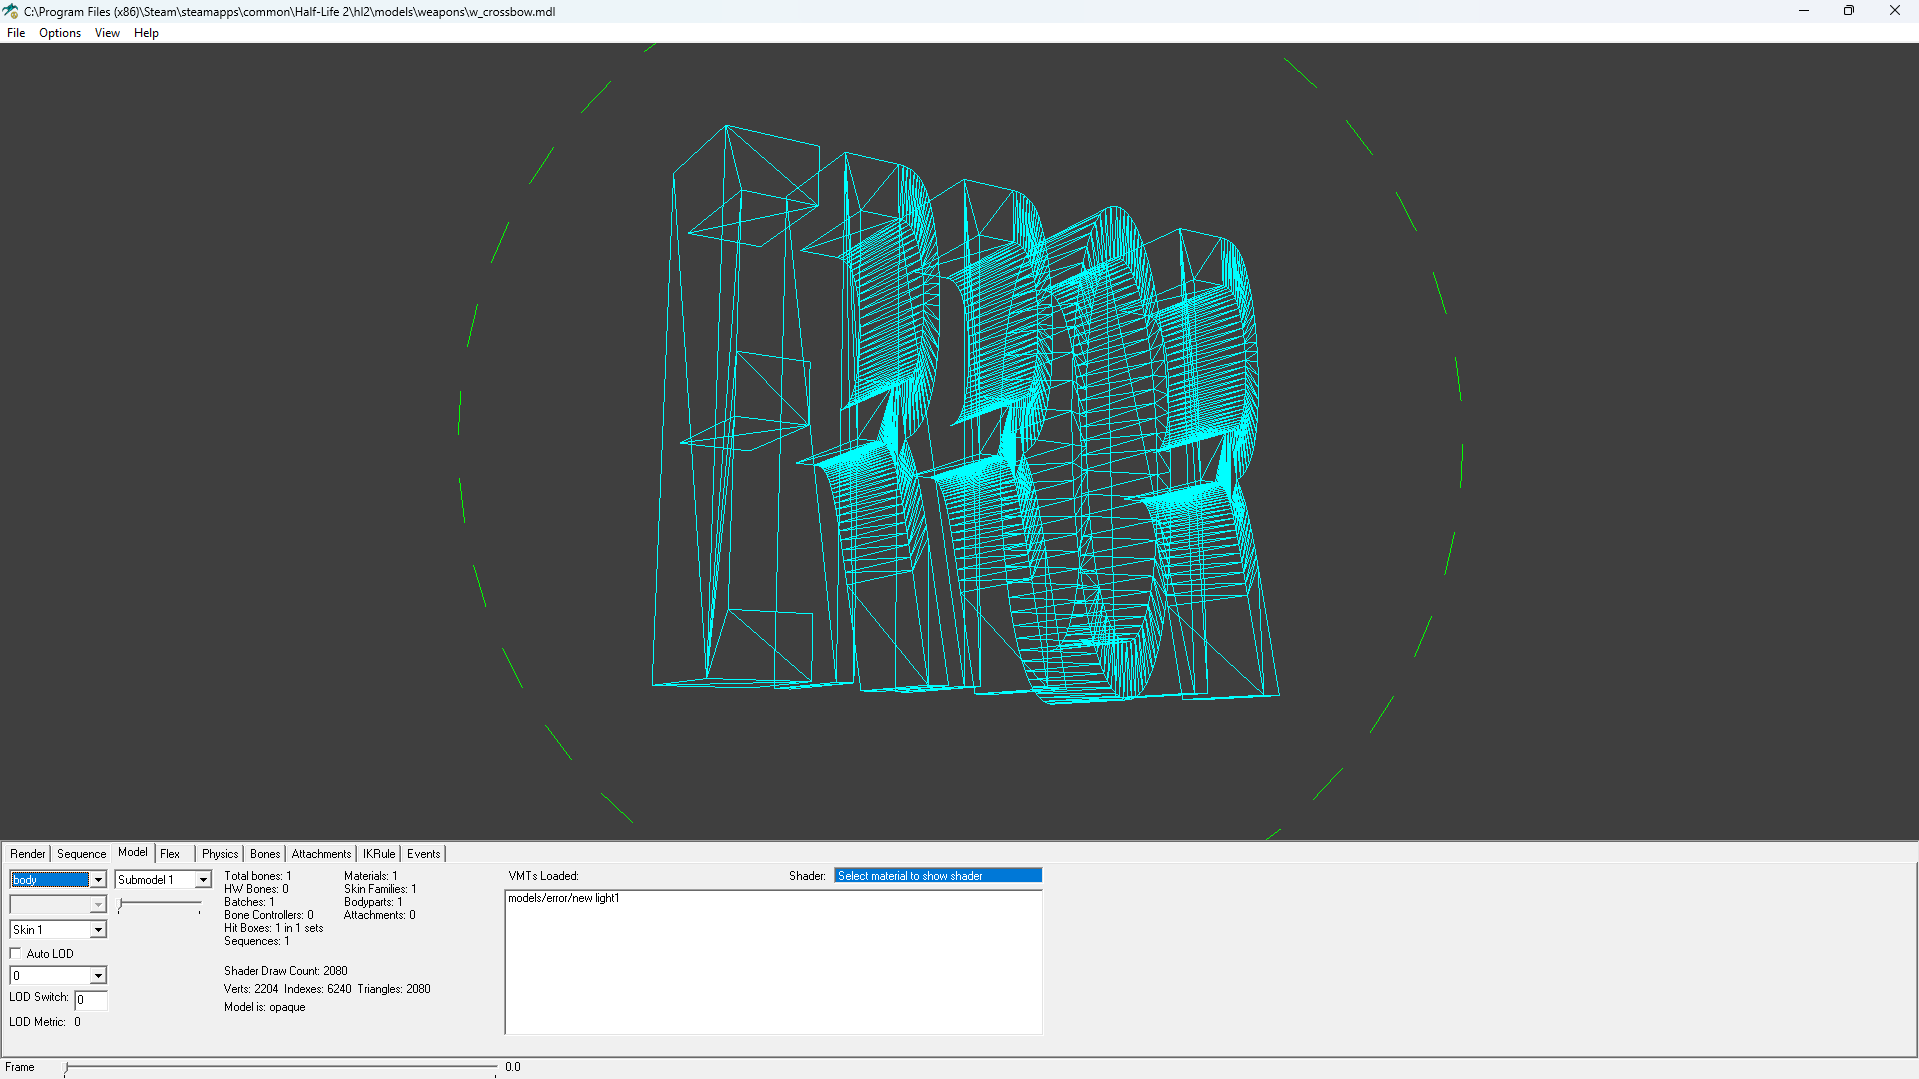 C:\Program Files (x86)\Steam\steamapps\common\Half-Life 2\hl2\models\weapons\w_crossbow.mdl
File Options View Help
ERROR
Render Sequence Model Flex Physics Bones Attachments IKRule Events
body
Submodel 1
Skin 1
Auto LOD
0
LOD Switch: 0
LOD Metric: 0
Total bones: 1
HW Bones: 0
Batches: 1
Bone Controllers: 0
Hit Boxes: 1 in 1 sets
Sequences: 1
Materials: 1
Skin Families: 1
Bodyparts: 1
Attachments: 0
Shader Draw Count: 2080
Verts: 2204 Indexes: 6240 Triangles: 2080
Model is: opaque
VMTs Loaded:
Shader: Select material to show shader
models/error/new light1
Frame 0.0